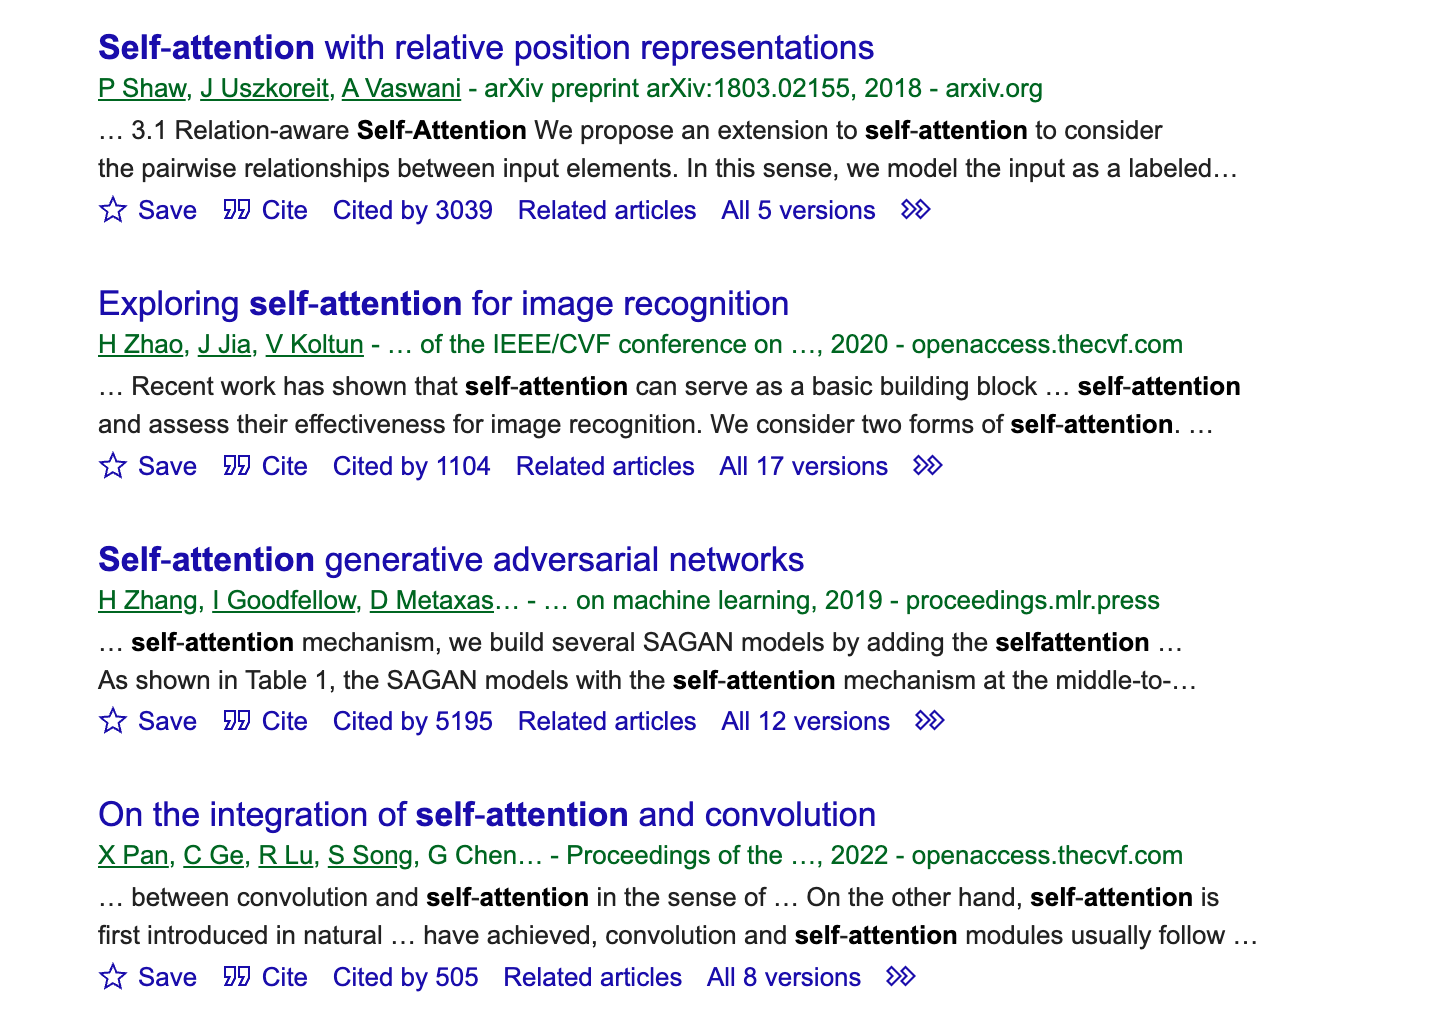 Self-attention with relative position representations
P Shaw, J Uszkoreit, A Vaswani - arXiv preprint arXiv:1803.02155, 2018 - arxiv.org
… 3.1 Relation-aware Self-Attention We propose an extension to self-attention to consider
the pairwise relationships between input elements. In this sense, we model the input as a labeled…
Save Cite Cited by 3039 Related articles All 5 versions
Exploring self-attention for image recognition
H Zhao, J Jia, V Koltun - … of the IEEE/CVF conference on …, 2020 - openaccess.thecvf.com
… Recent work has shown that self-attention can serve as a basic building block … self-attention
and assess their effectiveness for image recognition. We consider two forms of self-attention. …
Save Cite Cited by 1104 Related articles All 17 versions
Self-attention generative adversarial networks
H Zhang, I Goodfellow, D Metaxas… - … on machine learning, 2019 - proceedings.mlr.press
… self-attention mechanism, we build several SAGAN models by adding the selfattention …
As shown in Table 1, the SAGAN models with the self-attention mechanism at the middle-to-…
Save Cite Cited by 5195 Related articles All 12 versions
On the integration of self-attention and convolution
X Pan, C Ge, R Lu, S Song, G Chen… - Proceedings of the …, 2022 - openaccess.thecvf.com
… between convolution and self-attention in the sense of … On the other hand, self-attention is
first introduced in natural … have achieved, convolution and self-attention modules usually follow …
Save Cite Cited by 505 Related articles All 8 versions